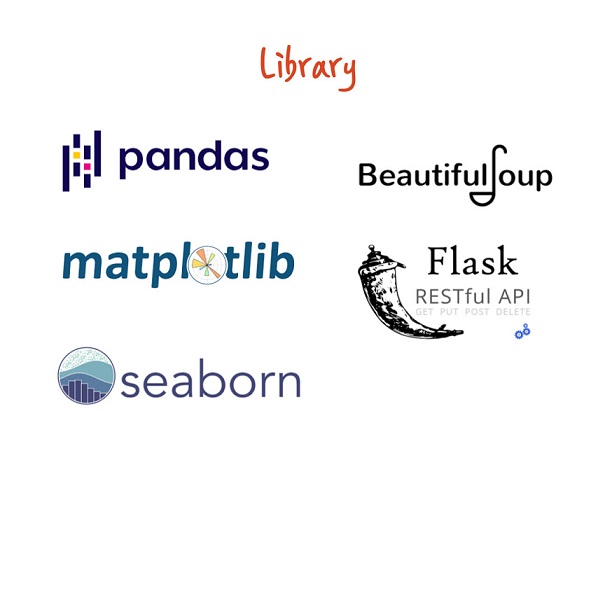 Library
pandas
matplotlib
seaborn
BeautifulSoup
Flask
RESTful API
GET PUT POST DELETE